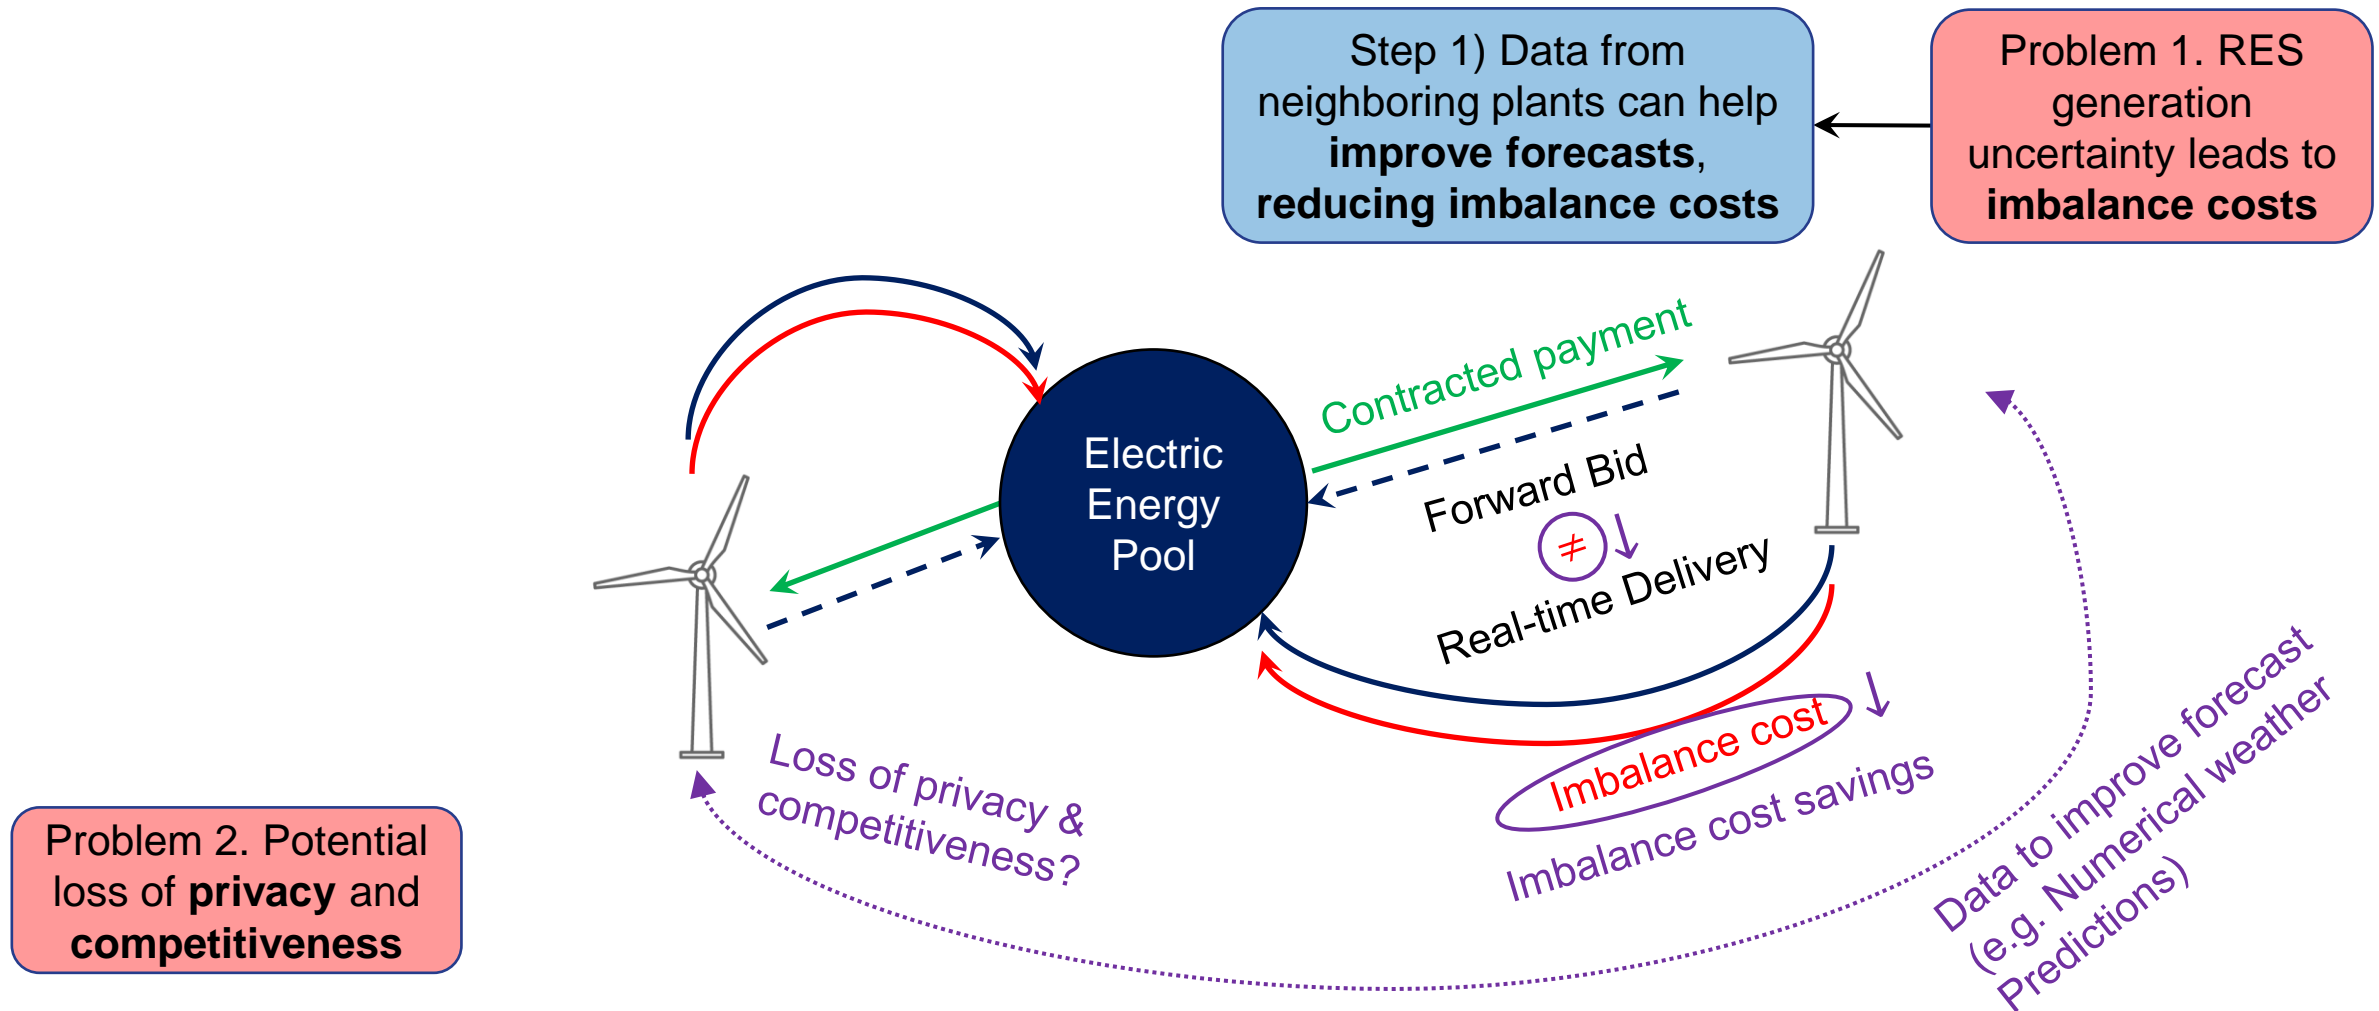 Step 1) Data from
neighboring plants can help
improve forecasts,
reducing imbalance costs
Problem 1. RES
generation
uncertainty leads to
imbalance costs
Contracted payment
Electric
Energy
Pool
Forward Bid
≠ ↓
Real-time Delivery
Imbalance cost ↓
Imbalance cost savings
Data to improve forecast
(e.g. Numerical weather
Predictions)
Loss of privacy &
competitiveness?
Problem 2. Potential
loss of privacy and
competitiveness